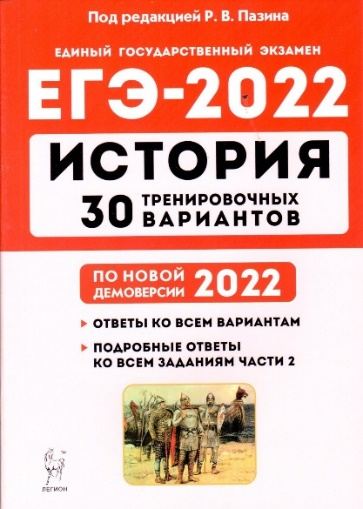 Под редакцией Р. В. Пазина
ЕДИНЫЙ ГОСУДАРСТВЕННЫЙ ЭКЗАМЕН
ЕГЭ-2022
ИСТОРИЯ
30 ТРЕНИРОВОЧНЫХ
ВАРИАНТОВ
ПО НОВОЙ
ДЕМОВЕРСИИ 2022
ОТВЕТЫ КО ВСЕМ ВАРИАНТАМ
ПОДРОБНЫЕ ОТВЕТЫ
КО ВСЕМ ЗАДАНИЯМ ЧАСТИ 2
ЛЕГИОН